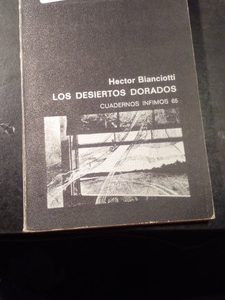 Hector Bianciotti
LOS DESIERTOS DORADOS
CUADERNOS INFIMOS 65